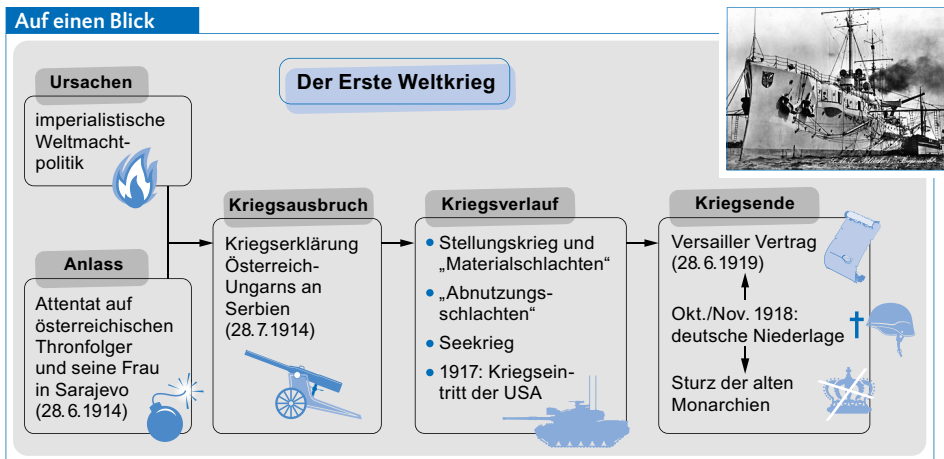 Auf einen Blick
Der Erste Weltkrieg
Ursachen
imperialistische
Weltmacht-
politik
Anlass
Attentat auf
österreichischen
Thronfolger
und seine Frau
in Sarajevo
(28.6.1914)
Kriegsausbruch
Kriegserklärung
Österreich-
Ungarns an
Serbien
(28.7.1914)
Kriegsverlauf
• Stellungskrieg und
„Materialschlachten“
• „Abnutzungs-
schlachten“
• Seekrieg
• 1917: Kriegsein-
tritt der USA
Kriegsende
Versailler Vertrag
(28.6.1919)
Okt./Nov. 1918:
deutsche Niederlage
Sturz der alten
Monarchien